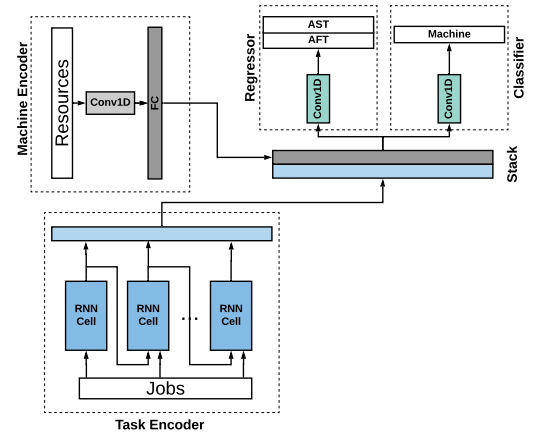 Machine Encoder
Resources
Conv1D
FC
Regressor
AST
AFT
Conv1D
Machine
Conv1D
Classifier
Stack
RNN
Cell
RNN
Cell
...
RNN
Cell
Jobs
Task Encoder